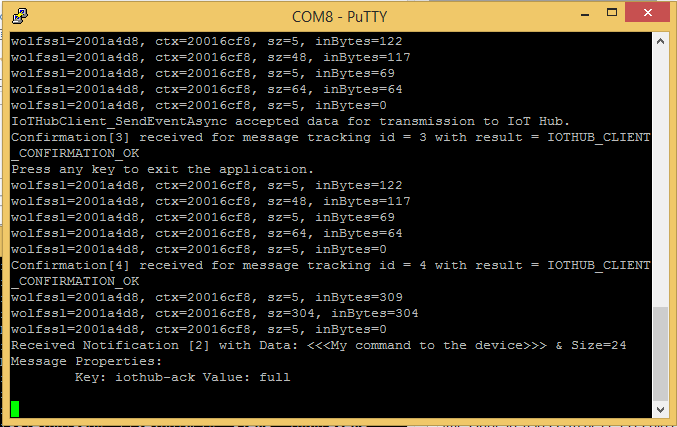 COM8 - PuTTY
wolfssl=2001a4d8, ctx=20016cf8, sz=5, inBytes=122
wolfssl=2001a4d8, ctx=20016cf8, sz=48, inBytes=117
wolfssl=2001a4d8, ctx=20016cf8, sz=5, inBytes=69
wolfssl=2001a4d8, ctx=20016cf8, sz=64, inBytes=64
wolfssl=2001a4d8, ctx=20016cf8, sz=5, inBytes=0
IoTHubClient_SendEventAsync accepted data for transmission to IoT Hub.
Confirmation[3] received for message tracking id = 3 with result = IOTHUB_CLIENT
_CONFIRMATION_OK
Press any key to exit the application.
wolfssl=2001a4d8, ctx=20016cf8, sz=5, inBytes=122
wolfssl=2001a4d8, ctx=20016cf8, sz=48, inBytes=117
wolfssl=2001a4d8, ctx=20016cf8, sz=5, inBytes=69
wolfssl=2001a4d8, ctx=20016cf8, sz=64, inBytes=64
wolfssl=2001a4d8, ctx=20016cf8, sz=5, inBytes=0
Confirmation[4] received for message tracking id = 4 with result = IOTHUB_CLIENT
_CONFIRMATION_OK
wolfssl=2001a4d8, ctx=20016cf8, sz=5, inBytes=309
wolfssl=2001a4d8, ctx=20016cf8, sz=304, inBytes=304
wolfssl=2001a4d8, ctx=20016cf8, sz=5, inBytes=0
Received Notification [2] with Data: <<<My command to the device>>> & Size=24
Message Properties:
Key: iothub-ack Value: full